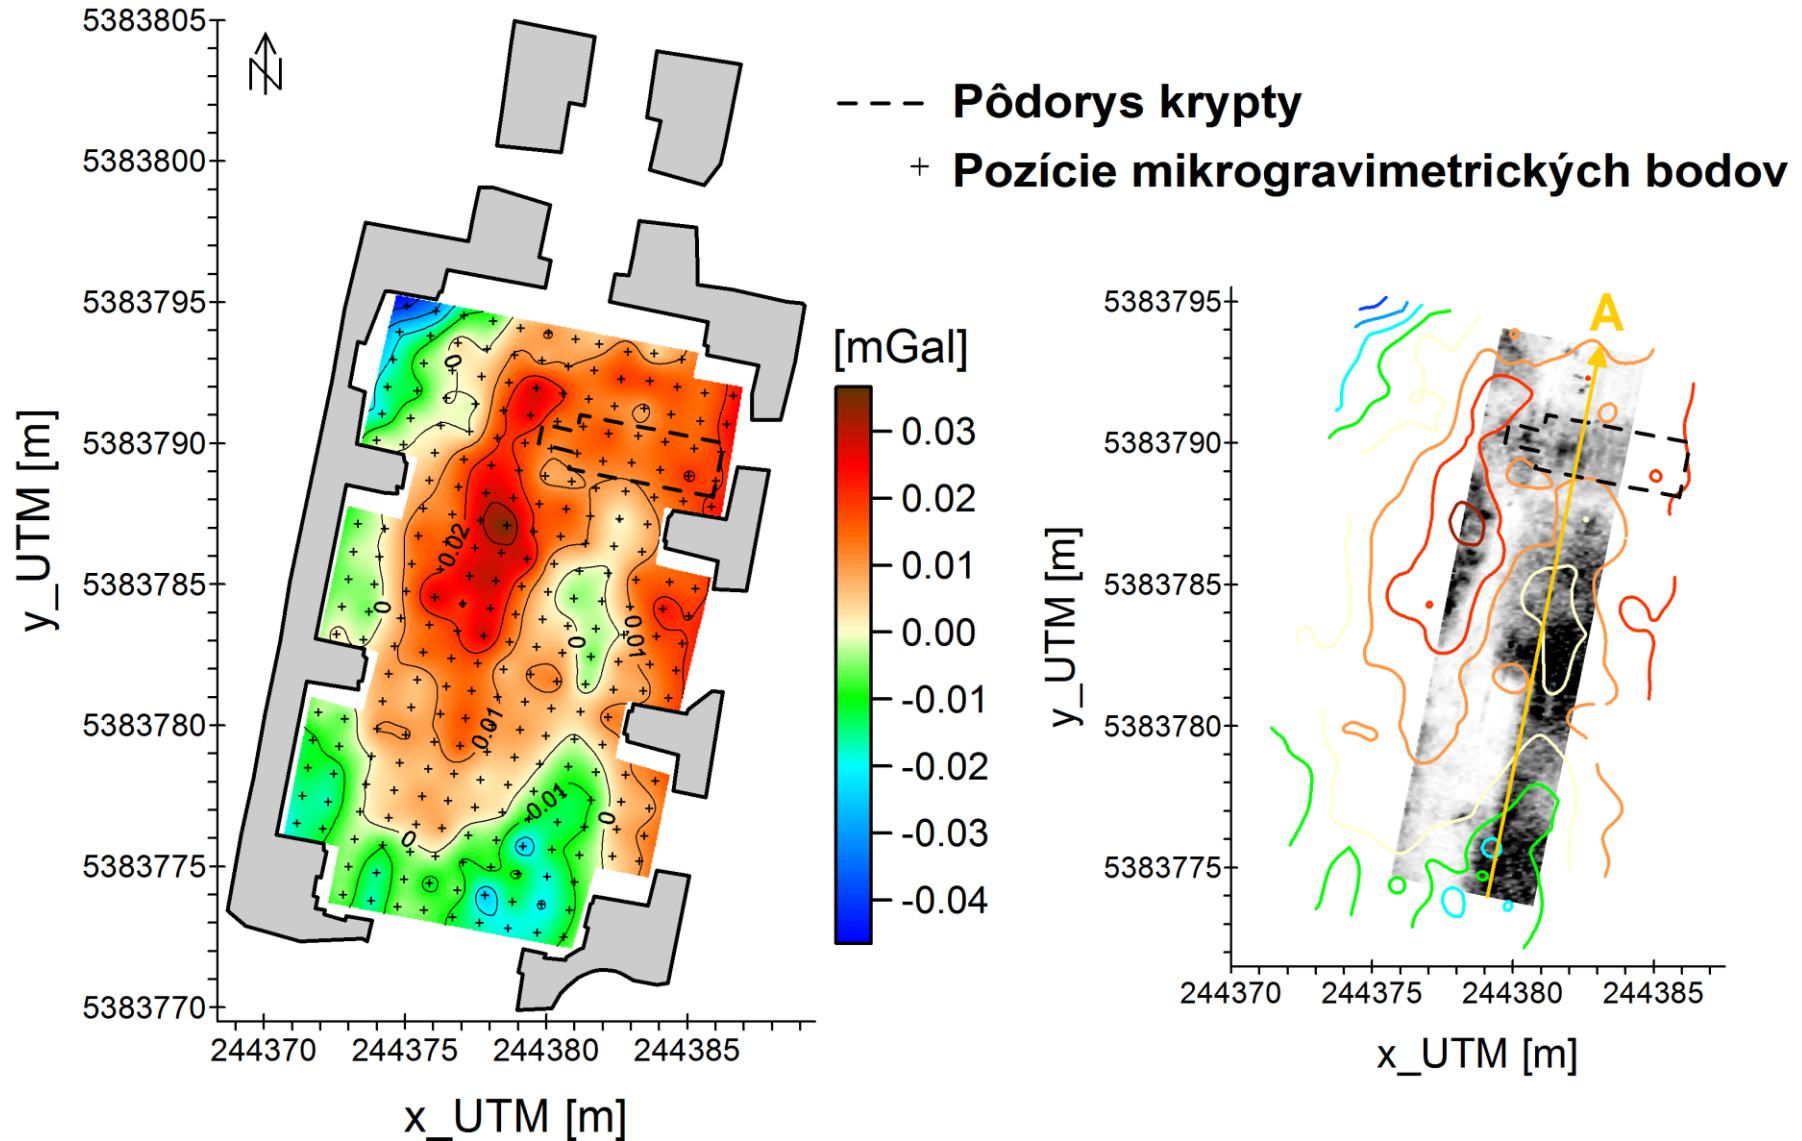 5383805
5383800
5383795
5383790
5383785
5383780
5383775
5383770
y_UTM [m]
N
0
0.02
0
0
0.01
0.01
0
-0.01
0
244370 244375 244380 244385
x_UTM [m]
Pôdorys krypty
+ Pozície mikrogravimetrických bodov
[mGal]
0.03
0.02
0.01
0.00
-0.01
-0.02
-0.03
-0.04
5383795
5383790
5383785
5383780
5383775
y_UTM [m]
A
244370 244375 244380 244385
x_UTM [m]